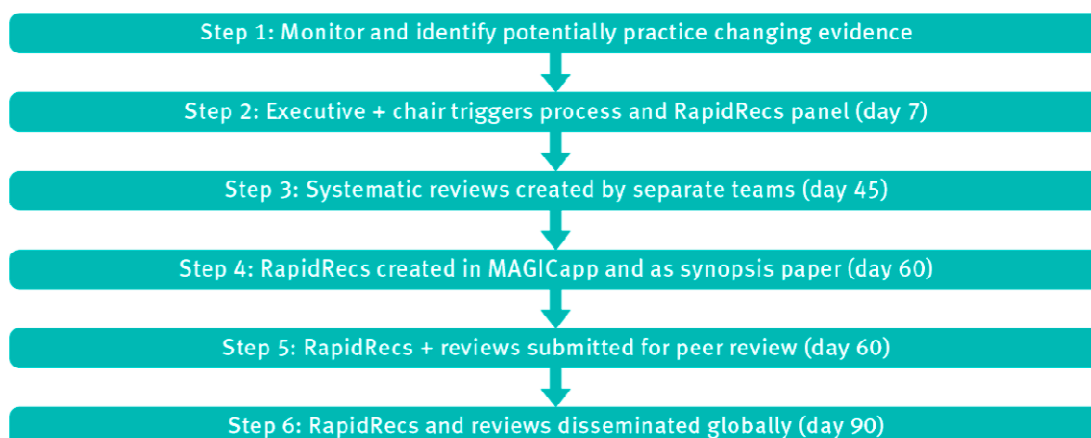 Step 1: Monitor and identify potentially practice changing evidence
Step 2: Executive + chair triggers process and RapidRecs panel (day 7)
Step 3: Systematic reviews created by separate teams (day 45)
Step 4: RapidRecs created in MAGICapp and as synopsis paper (day 60)
Step 5: RapidRecs + reviews submitted for peer review (day 60)
Step 6: RapidRecs and reviews disseminated globally (day 90)